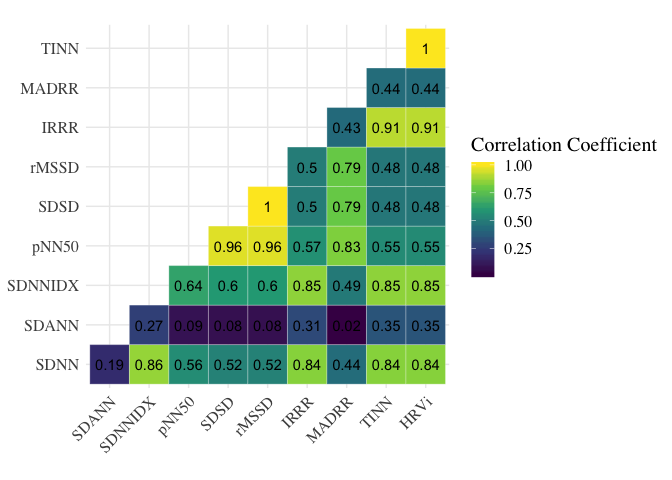 TINN 1
MADRR 0.44 0.44
IRRR 0.43 0.91 0.91
rMSSD 0.5 0.79 0.48 0.48
SDSD 1 0.5 0.79 0.48 0.48
pNN50 0.96 0.96 0.57 0.83 0.55 0.55
SDNNIDX 0.64 0.6 0.6 0.85 0.49 0.85 0.85
SDANN 0.27 0.09 0.08 0.08 0.31 0.02 0.35 0.35
SDNN 0.19 0.86 0.56 0.52 0.52 0.84 0.44 0.84 0.84
SDANN SDNNIDX pNN50 SDSD rMSSD IRRR MADRR TINN HRVi
Correlation Coefficient
1.00
0.75
0.50
0.25